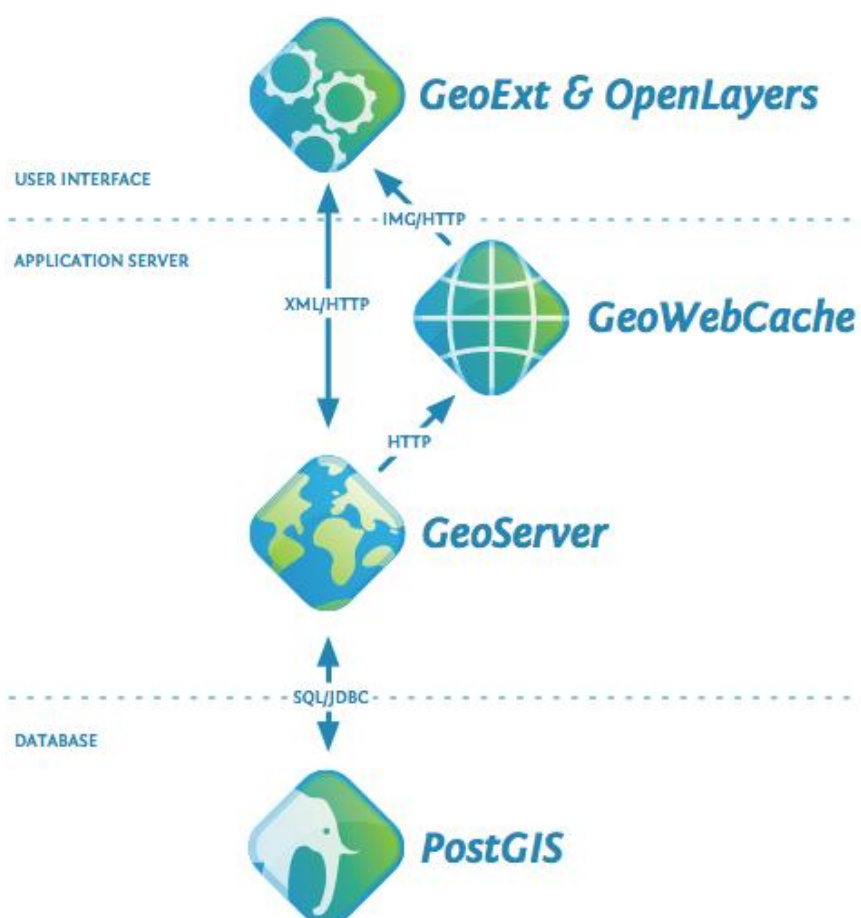 GeoExt & OpenLayers
USER INTERFACE
IMG/HTTP
APPLICATION SERVER
XML/HTTP
GeoWebCache
HTTP
GeoServer
SQL/JDBC
DATABASE
PostGIS